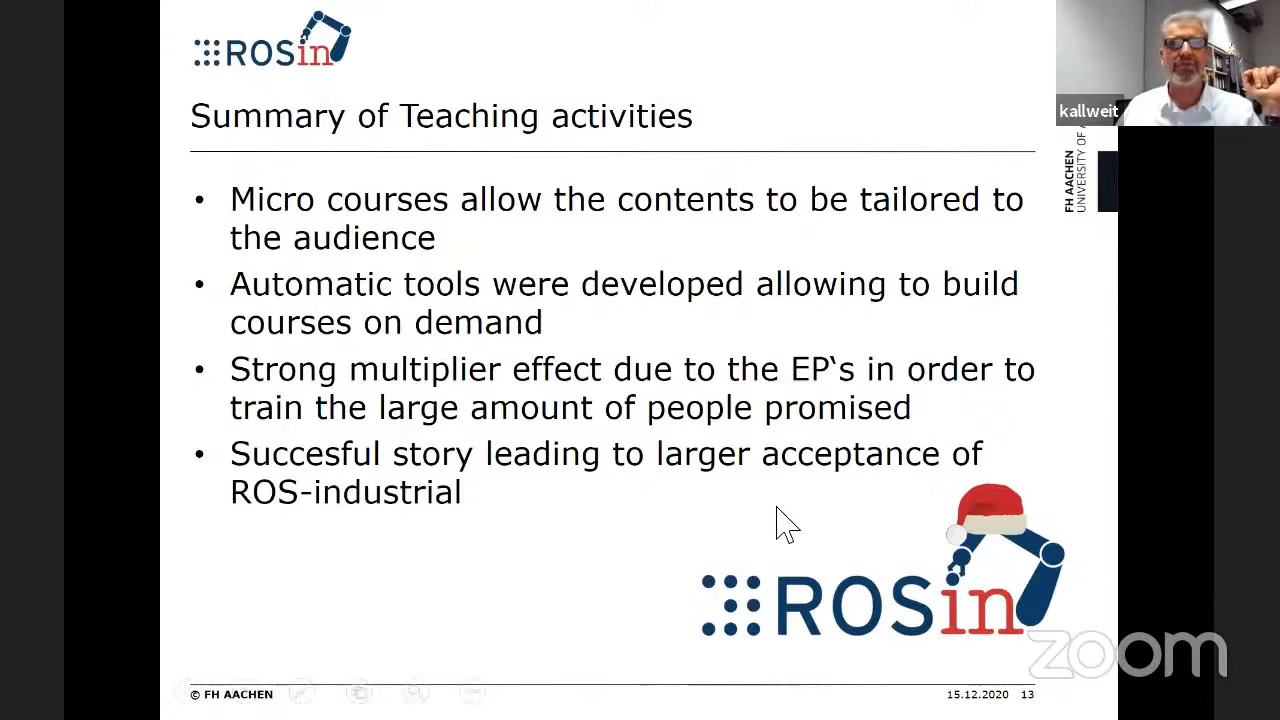 ROSin
kallweit
Summary of Teaching activities
FH AACHEN
UNIVERSITY OF A
• Micro courses allow the contents to be tailored to
the audience
• Automatic tools were developed allowing to build
courses on demand
• Strong multiplier effect due to the EP‘s in order to
train the large amount of people promised
• Succesful story leading to larger acceptance of
ROS-industrial
ROSin
zoom
© FH AACHEN
15.12.2020 13